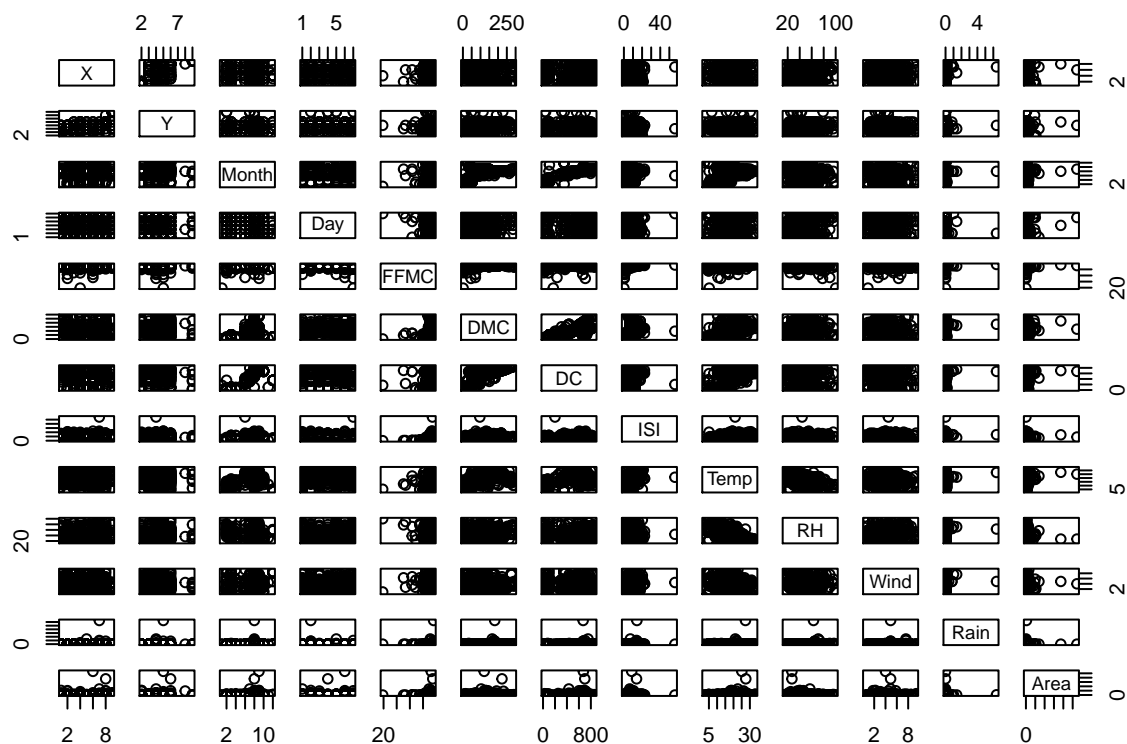 2 7 1 5 0 250 0 40 20 100 0 4
X 2
2 Y
Month 2
1 Day
FFMC 20
0 DMC
DC 0
0 ISI
Temp 5
20 RH
Wind 2
0 Rain
Area 0
2 8 2 10 20 0 800 5 30 2 8 0